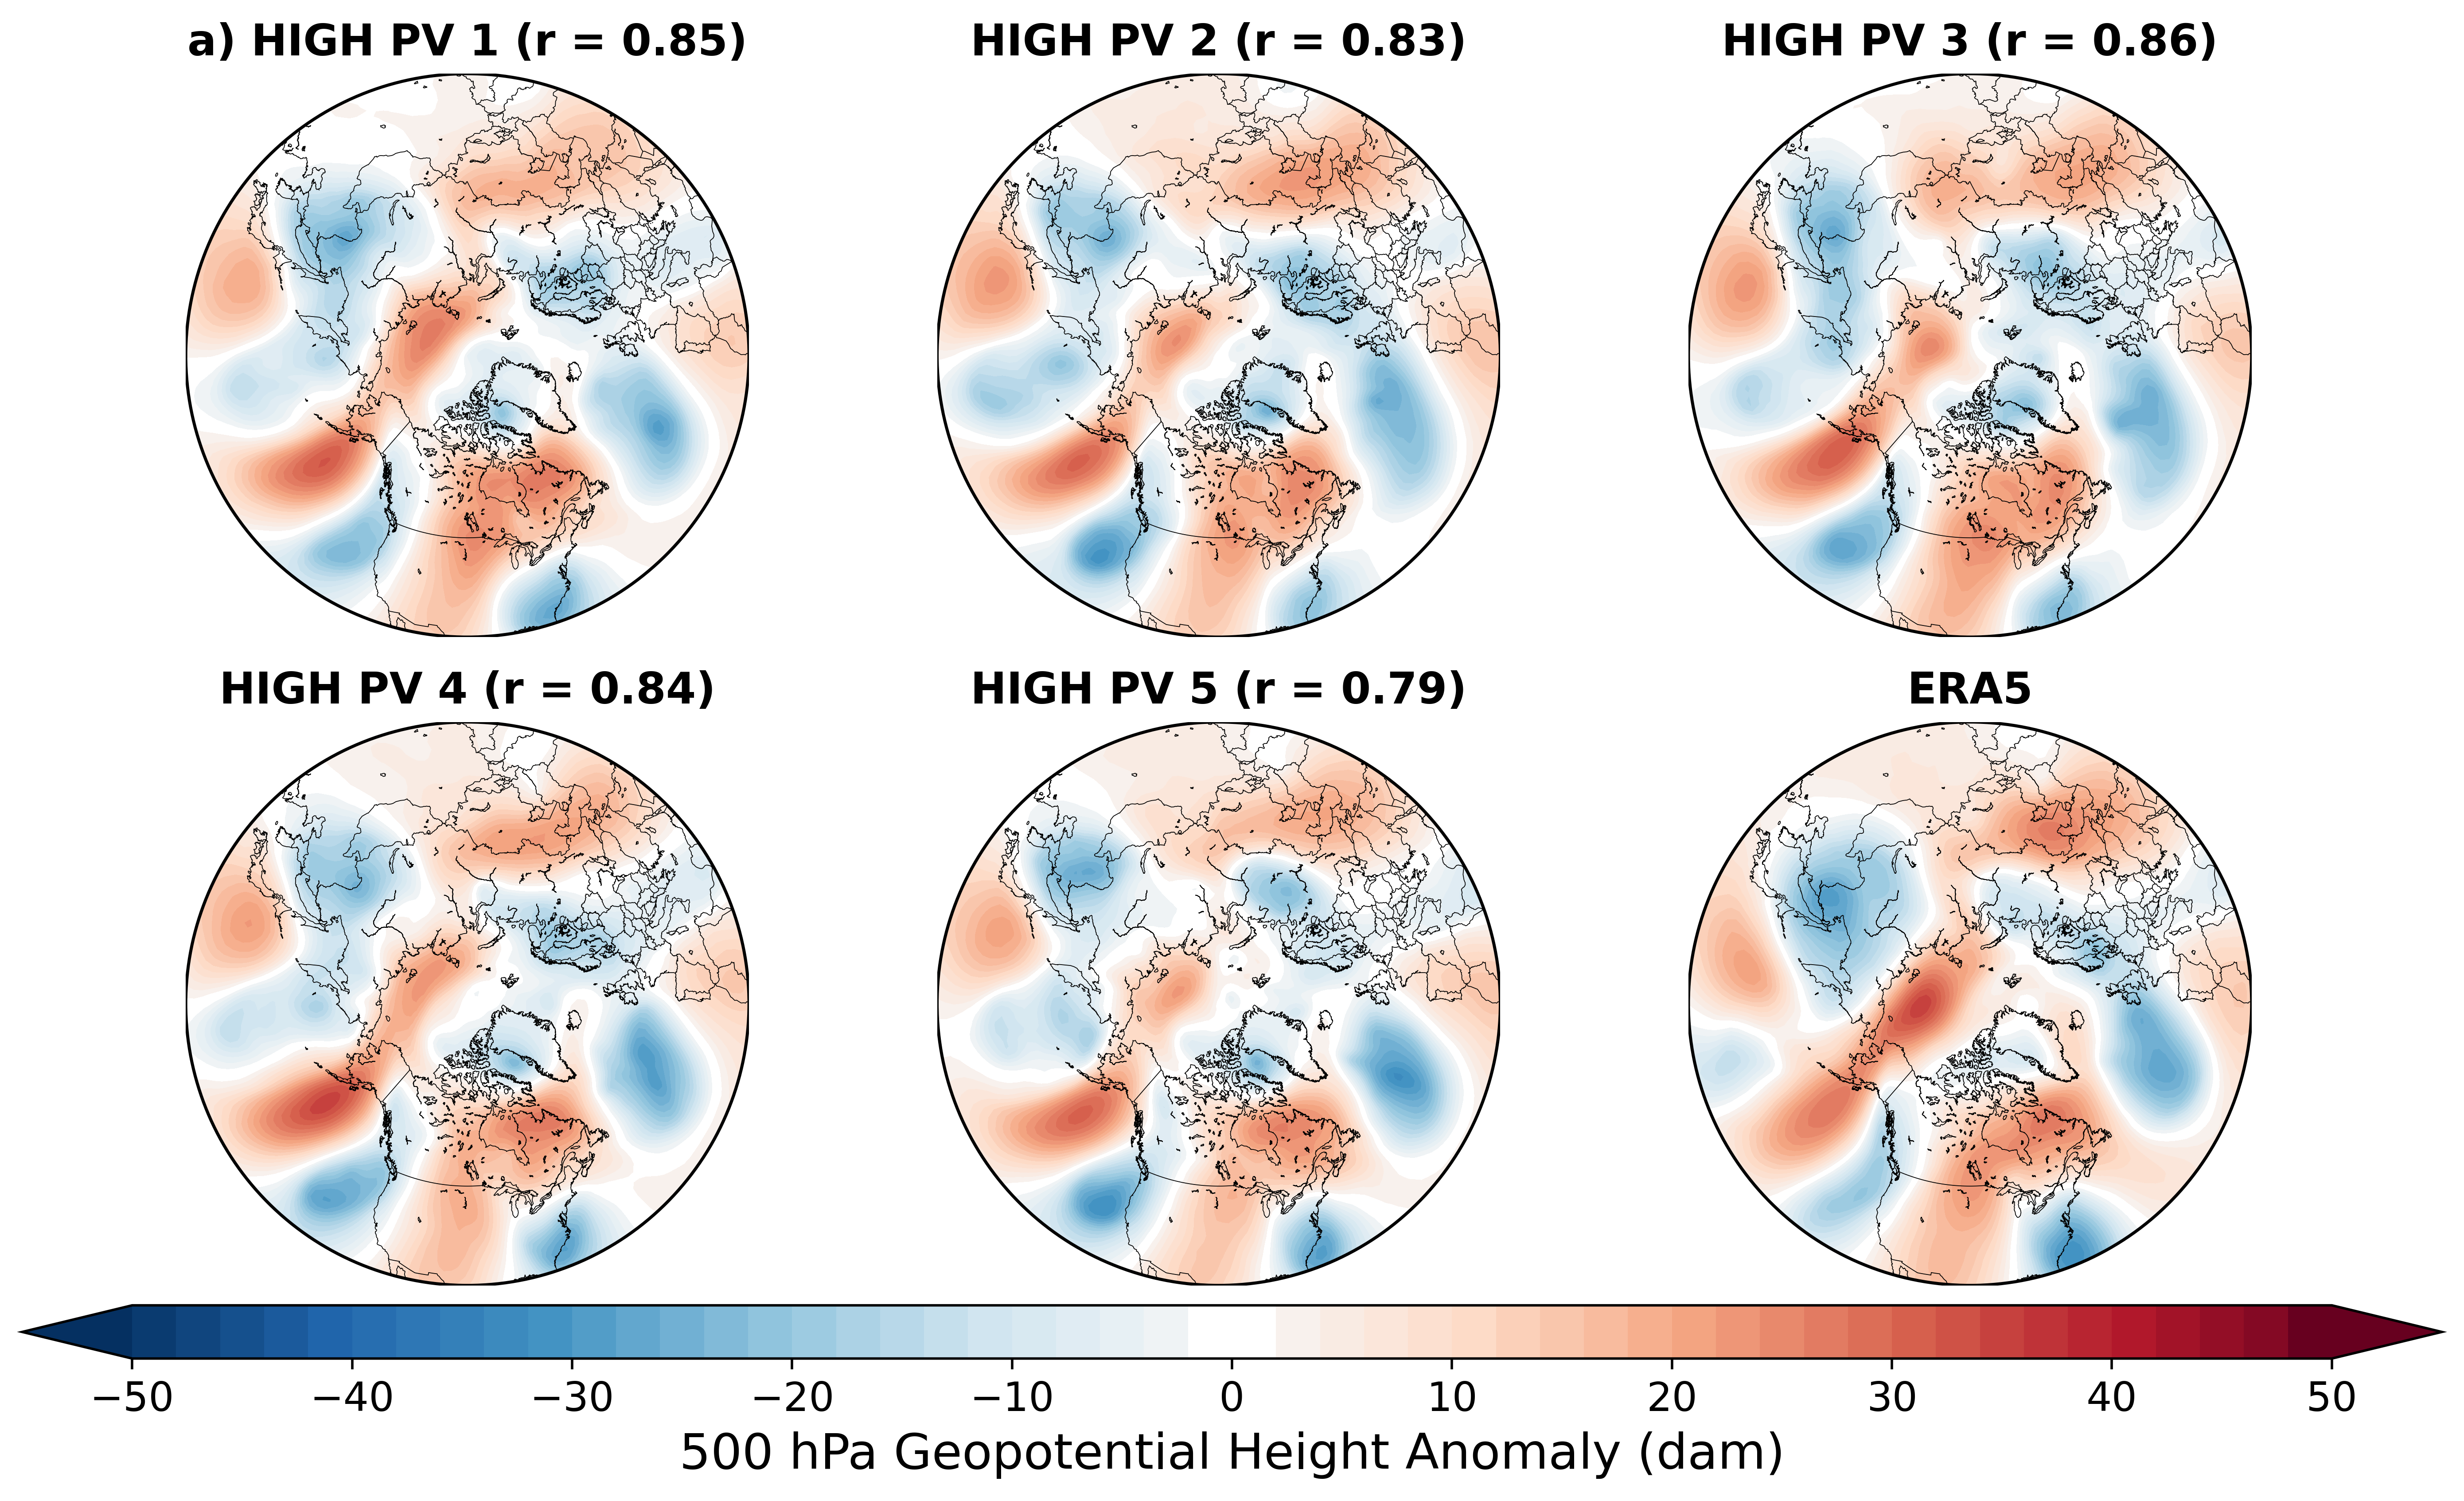 a) HIGH PV 1 (r = 0.85)
HIGH PV 2 (r = 0.83)
HIGH PV 3 (r = 0.86)
HIGH PV 4 (r = 0.84)
HIGH PV 5 (r = 0.79)
ERA5
−50 −40 −30 −20 −10 0 10 20 30 40 50
500 hPa Geopotential Height Anomaly (dam)